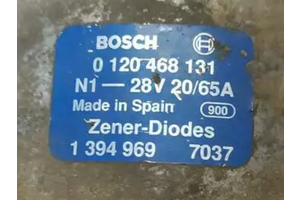 BOSCH
0 120 468 131
N1 — 28V 20/65A
Made in Spain 900
Zener-Diodes
1 394 969 7037